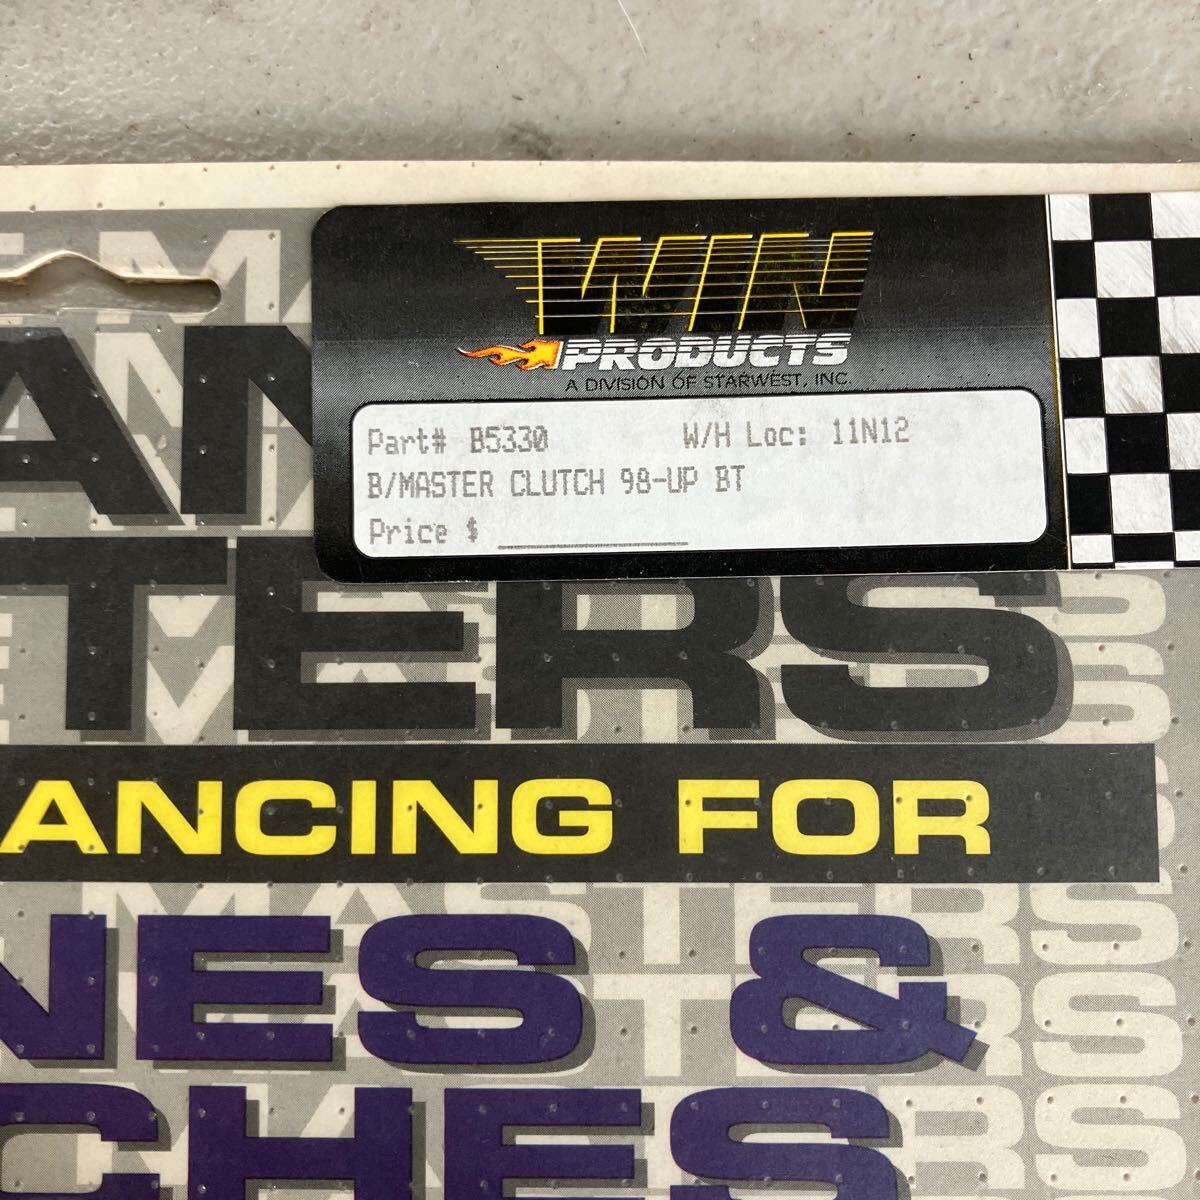 WIN
PRODUCTS
A DIVISION OF STARWEST, INC.
Part# B5330 W/H Loc: 11N12
B/MASTER CLUTCH 98-UP BT
Price $
AN
TERS
ANCING FOR
MASTERS
NES &
CHES